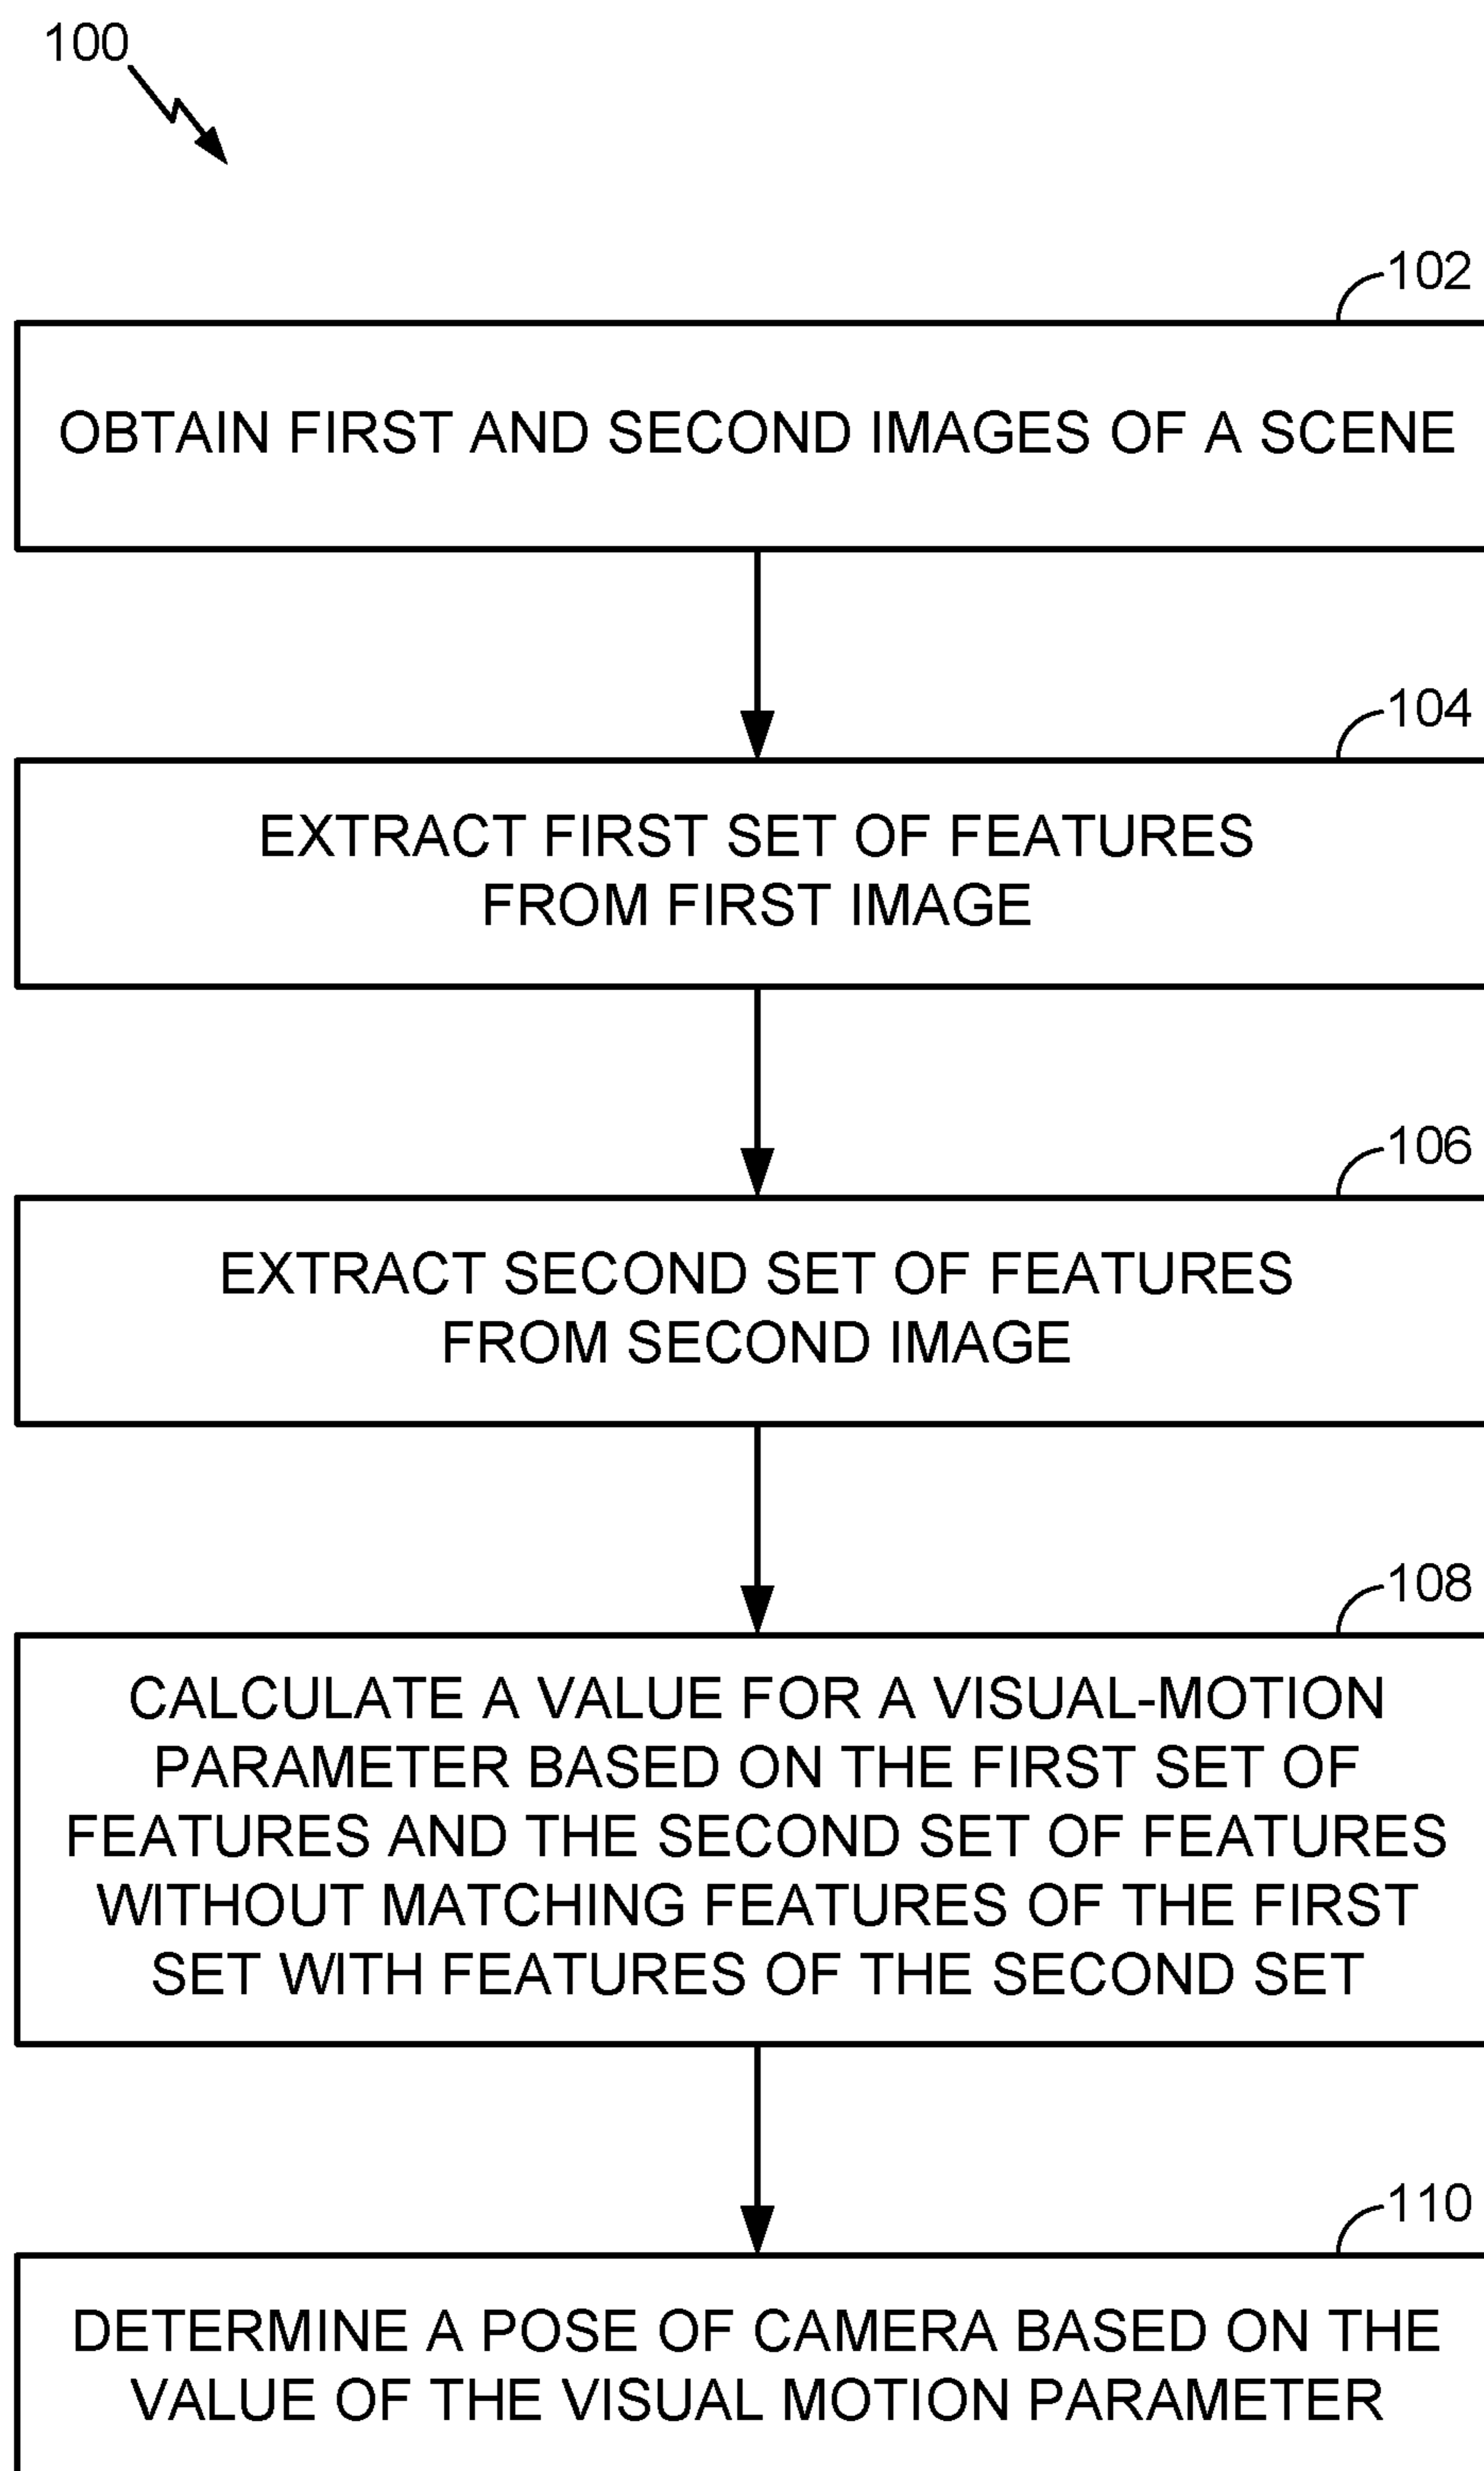 100
102
OBTAIN FIRST AND SECOND IMAGES OF A SCENE
104
EXTRACT FIRST SET OF FEATURES
FROM FIRST IMAGE
106
EXTRACT SECOND SET OF FEATURES
FROM SECOND IMAGE
108
CALCULATE A VALUE FOR A VISUAL-MOTION
PARAMETER BASED ON THE FIRST SET OF
FEATURES AND THE SECOND SET OF FEATURES
WITHOUT MATCHING FEATURES OF THE FIRST
SET WITH FEATURES OF THE SECOND SET
110
DETERMINE A POSE OF CAMERA BASED ON THE
VALUE OF THE VISUAL MOTION PARAMETER